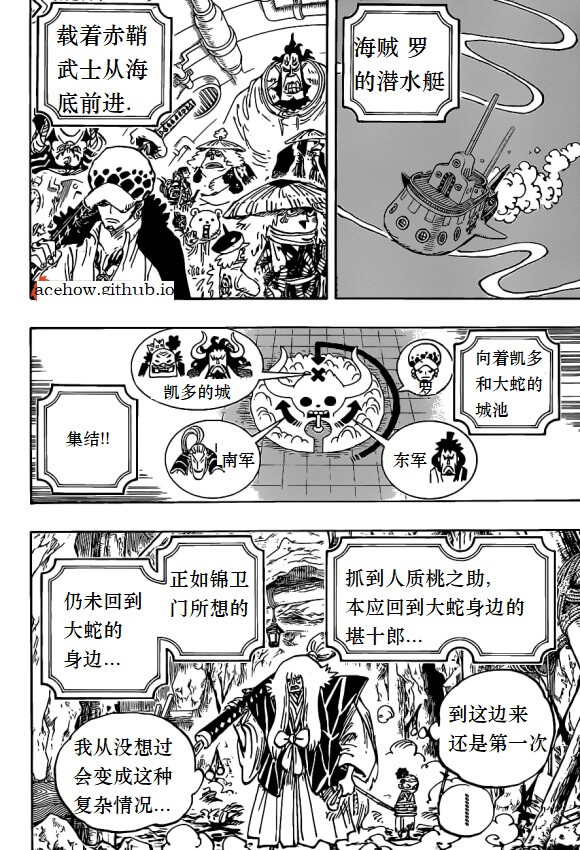 海贼 罗
的潜水艇
载着赤鞘
武士从海
底前进.
acehow.github.io
向着凯多
和大蛇的
城池
罗
凯多的城
东军
南军
集结!!
抓到人质桃之助,
本应回到大蛇身边的
堪十郎...
正如锦卫
门所想的
仍未回到
大蛇的
身边...
到这边来
还是第一次
我从没想过
会变成这种
复杂情况...